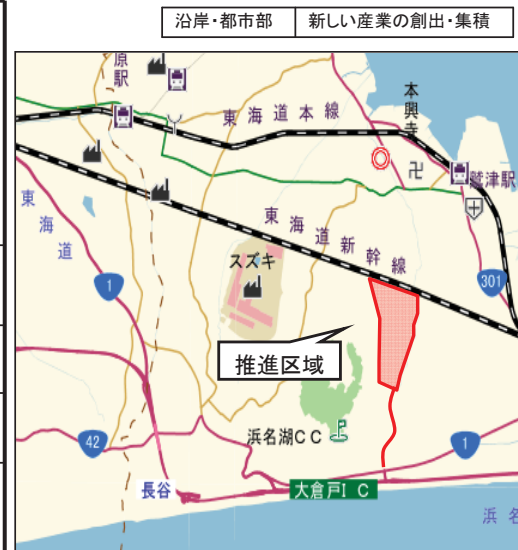 沿岸・都市部 新しい産業の創出・集積
原駅
東海道本線
本興寺
鷲津駅
東海道
東海道新幹線
スズキ
1
301
推進区域
浜名湖CC
42
1
長谷
大倉戸I C
浜名